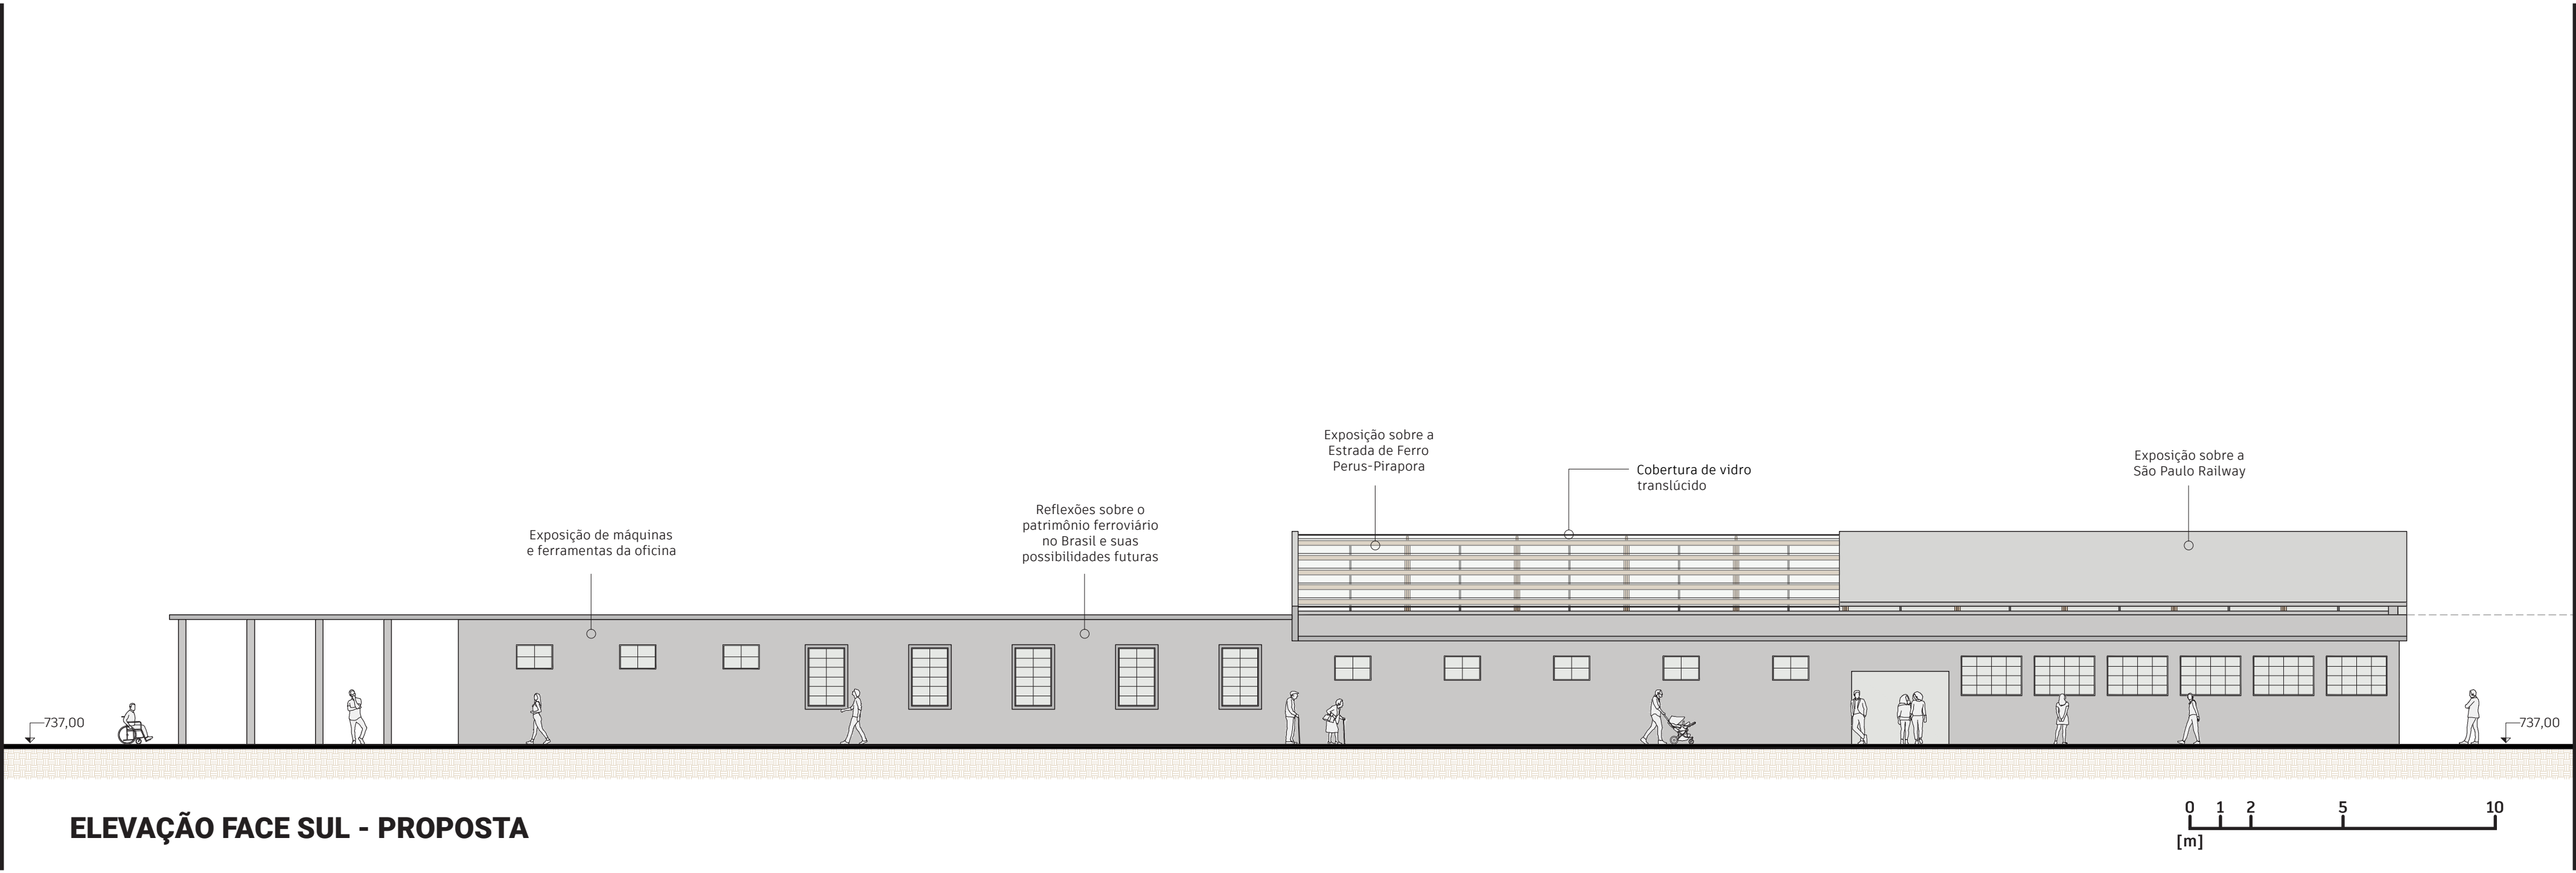 Exposição sobre a
Estrada de Ferro
Perus-Pirapora
Cobertura de vidro
translúcido
Exposição sobre a
São Paulo Railway
Reflexões sobre o
patrimônio ferroviário
no Brasil e suas
possibilidades futuras
Exposição de máquinas
e ferramentas da oficina
737,00
737,00
ELEVAÇÃO FACE SUL - PROPOSTA
0 1 2 5 10
[m]